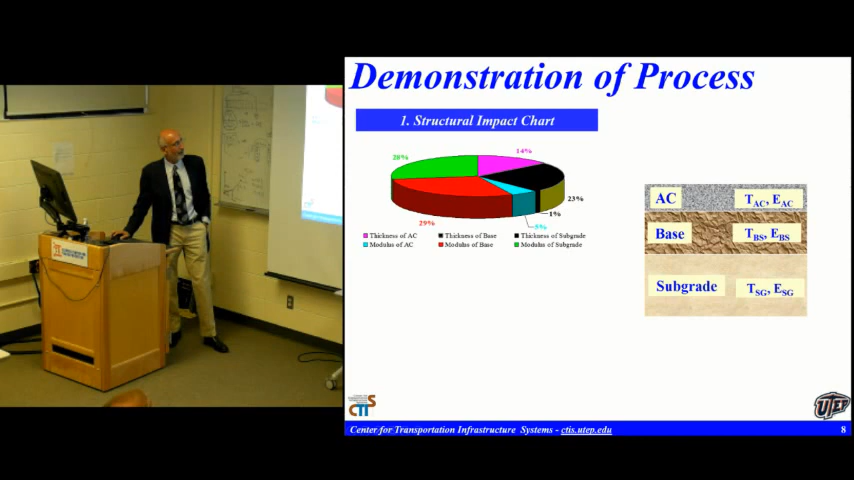 Demonstration of Process
1. Structural Impact Chart
14%
28%
23%
1%
5%
29%
Thickness of AC
Thickness of Base
Thickness of Subgrade
Modulus of AC
Modulus of Base
Modulus of Subgrade
AC
TAC, EAC
Base
TBS, EBS
Subgrade
TSG, ESG
CTIS
UTEP
Center for Transportation Infrastructure Systems - ctis.utep.edu
8